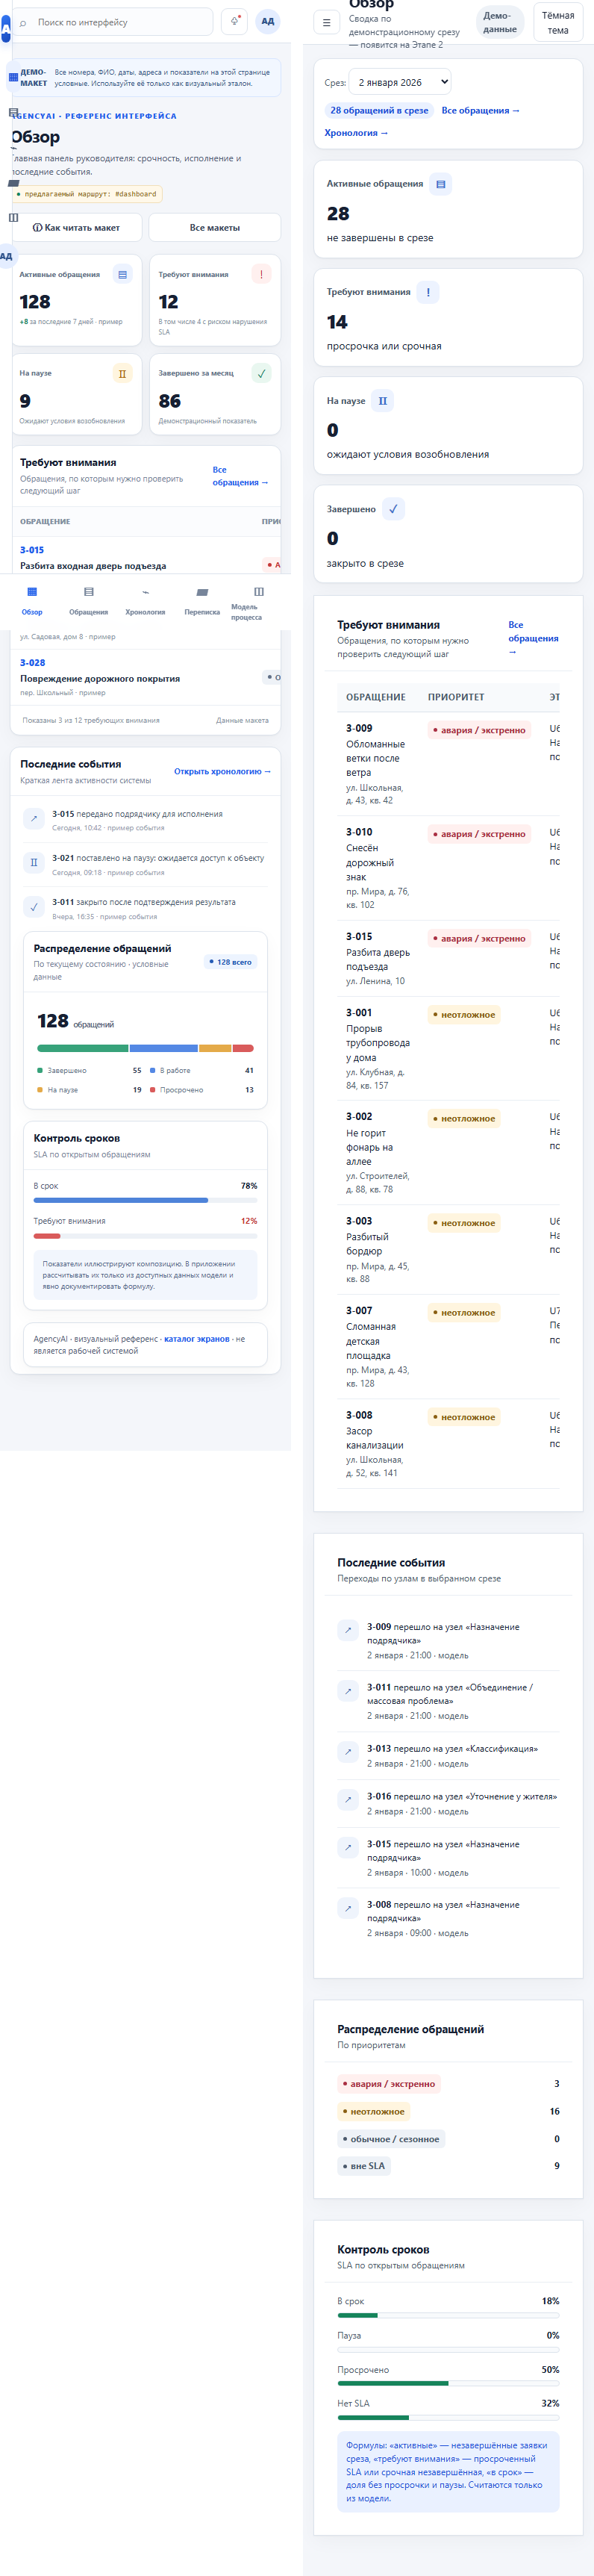 Поиск по интерфейсу
АД
ДЕМО-МАКЕТ
Все номера, ФИО, даты, адреса и показатели на этой странице
условные. Используйте её только как визуальный эталон.
AGENCYAI • РЕФЕРЕНС ИНТЕРФЕЙСА
Обзор
Главная панель руководителя: срочность, исполнение и
последние события.
предлагаемый маршрут: #dashboard
Как читать макет
Все макеты
АД
Активные обращения
128
+8 за последние 7 дней · пример
Требуют внимания
!
12
В том числе 4 с риском нарушения
SLA
На паузе
9
Ожидают условия возобновления
Завершено за месяц
✓
86
Демонстрационный показатель
Требуют внимания
Обращения, по которым нужно проверить
следующий шаг
Все
обращения →
ОБРАЩЕНИЕ
3-015
Разбита входная дверь подъезда
Обзор
Обращения
Хронология
Переписка
Модель
процесса
ул. Садовая, дом 8 · пример
3-028
Повреждение дорожного покрытия
пер. Школьный · пример
Показаны 3 из 12 требующих внимания
Данные макета
Последние события
Краткая лента активности системы
Открыть хронологию →
↗
3-015 передано подрядчику для исполнения
Сегодня, 10:42 · пример события
3-021 поставлено на паузу: ожидается доступ к объекту
Сегодня, 09:18 · пример события
✓
3-011 закрыто после подтверждения результата
Вчера, 16:35 · пример события
Распределение обращений
По текущему состоянию · условные
данные
128 всего
128 обращений
Завершено 55
В работе 41
На паузе 19
Просрочено 13
Контроль сроков
SLA по открытым обращениям
В срок 78%
Требуют внимания 12%
Показатели иллюстрируют композицию. В приложении
рассчитывать их только из доступных данных модели и
явно документировать формулу.
AgencyAI · визуальный референс · каталог экранов · не
является рабочей системой
☰
Обзор
Сводка по
демонстрационному срезу
— появится на Этапе 2
Демо-
данные
Тёмная
тема
Срез: 2 января 2026
28 обращений в срезе
Все обращения →
Хронология →
Активные обращения
28
не завершены в срезе
Требуют внимания
!
14
просрочка или срочная
На паузе
0
ожидают условия возобновления
Завершено
✓
0
закрыто в срезе
Требуют внимания
Обращения, по которым нужно
проверить следующий шаг
Все
обращения
→
ОБРАЩЕНИЕ ПРИОРИТЕТ ЭТ
3-009
Обломанные
ветки после
ветра
ул. Школьная,
д. 43, кв. 42
авария / экстренно
3-010
Снесён
дорожный
знак
пр. Мира, д. 76,
кв. 102
авария / экстренно
3-015
Разбита дверь
подъезда
ул. Ленина, 10
авария / экстренно
3-001
Прорыв
трубопровода
у дома
ул. Клубная, д.
84, кв. 157
неотложное
3-002
Не горит
фонарь на
аллее
ул. Строителей,
д. 88, кв. 78
неотложное
3-003
Разбитый
бордюр
пр. Мира, д. 45,
кв. 88
неотложное
3-007
Сломанная
детская
площадка
пр. Мира, д. 43,
кв. 128
неотложное
3-008
Засор
канализации
ул. Школьная,
д. 52, кв. 141
неотложное
Последние события
Переходы по узлам в выбранном срезе
↗
3-009 перешло на узел «Назначение
подрядчика»
2 января · 21:00 · модель
↗
3-011 перешло на узел «Объединение /
массовая проблема»
2 января · 21:00 · модель
↗
3-013 перешло на узел «Классификация»
2 января · 21:00 · модель
↗
3-016 перешло на узел «Уточнение у жителя»
2 января · 21:00 · модель
↗
3-015 перешло на узел «Назначение
подрядчика»
2 января · 10:00 · модель
↗
3-008 перешло на узел «Назначение
подрядчика»
2 января · 09:00 · модель
Распределение обращений
По приоритетам
авария / экстренно 3
неотложное 16
обычное / сезонное 0
вне SLA 9
Контроль сроков
SLA по открытым обращениям
В срок 18%
Пауза 0%
Просрочено 50%
Нет SLA 32%
Формулы: «активные» — незавершённые заявки
среза, «требуют внимания» — просроченный
SLA или срочная незавершённая, «в срок» —
доля без просрочки и паузы. Считаются только
из модели.